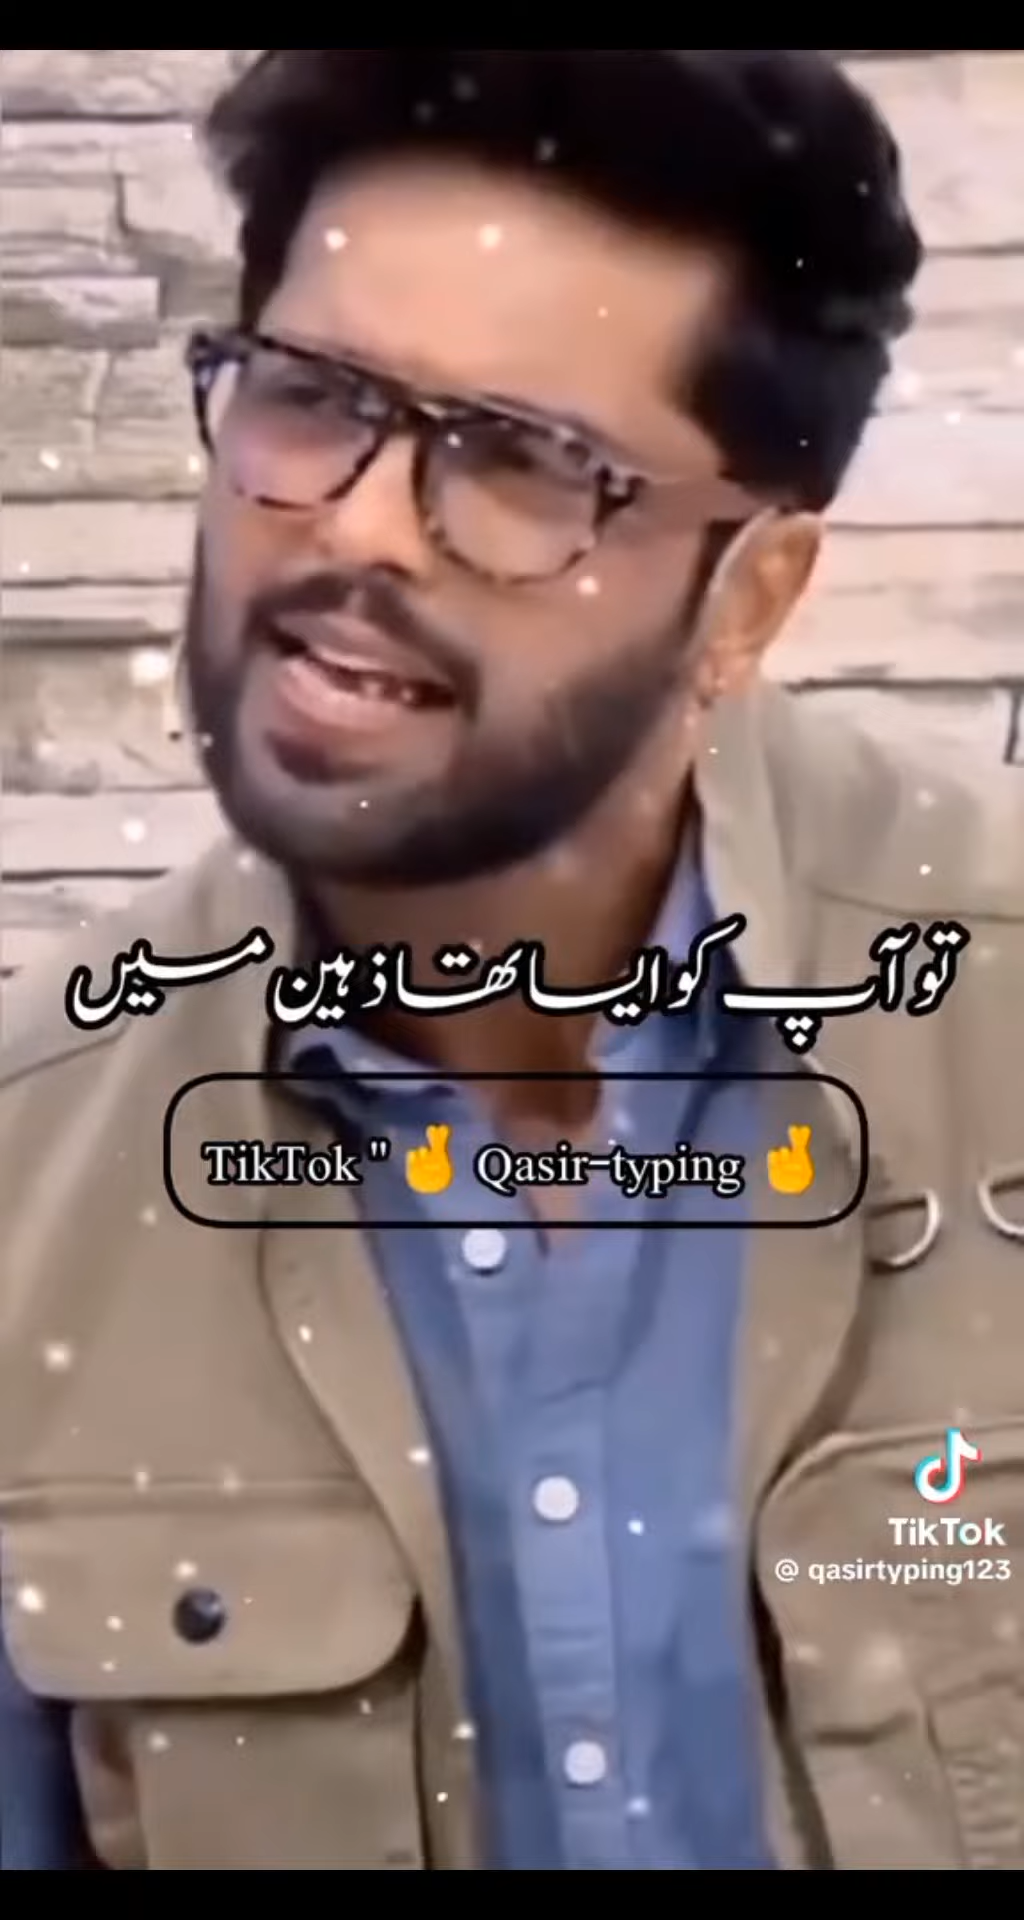 تو آپ کو ایسا تھا ذہین میں
TikTok " 🤞 Qasir-typing 🤞
TikTok
@ qasirtyping123